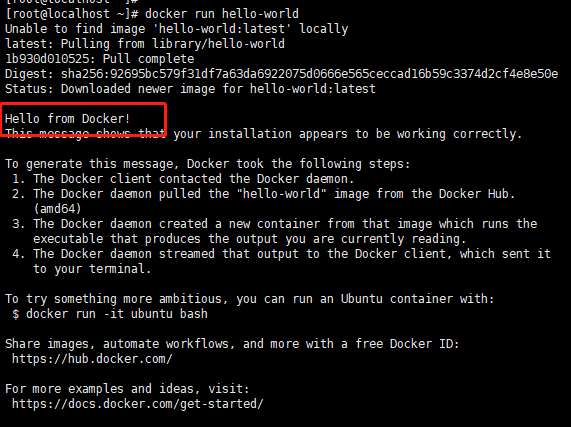 [root@localhost ~]#
[root@localhost ~]# docker run hello-world
Unable to find image 'hello-world:latest' locally
latest: Pulling from library/hello-world
1b930d010525: Pull complete
Digest: sha256:92695bc579f31df7a63da6922075d0666e565ceccad16b59c3374d2cf4e8e50e
Status: Downloaded newer image for hello-world:latest
Hello from Docker!
This message shows that your installation appears to be working correctly.
To generate this message, Docker took the following steps:
1. The Docker client contacted the Docker daemon.
2. The Docker daemon pulled the "hello-world" image from the Docker Hub.
(amd64)
3. The Docker daemon created a new container from that image which runs the
executable that produces the output you are currently reading.
4. The Docker daemon streamed that output to the Docker client, which sent it
to your terminal.
To try something more ambitious, you can run an Ubuntu container with:
$ docker run -it ubuntu bash
Share images, automate workflows, and more with a free Docker ID:
https://hub.docker.com/
For more examples and ideas, visit:
https://docs.docker.com/get-started/